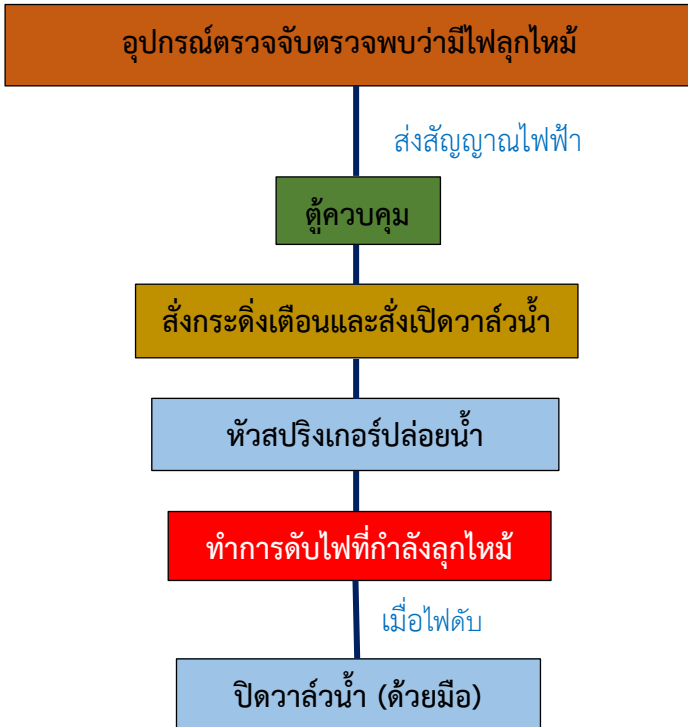 อุปกรณ์ตรวจจับตรวจพบว่ามีไฟลุกไหม้
ส่งสัญญาณไฟฟ้า
ตู้ควบคุม
สั่งกระดิ่งเตือนและสั่งเปิดวาล์วน้ำ
หัวสปริงเกอร์ปล่อยน้ำ
ทำการดับไฟที่กำลังลุกไหม้
เมื่อไฟดับ
ปิดวาล์วน้ำ (ด้วยมือ)